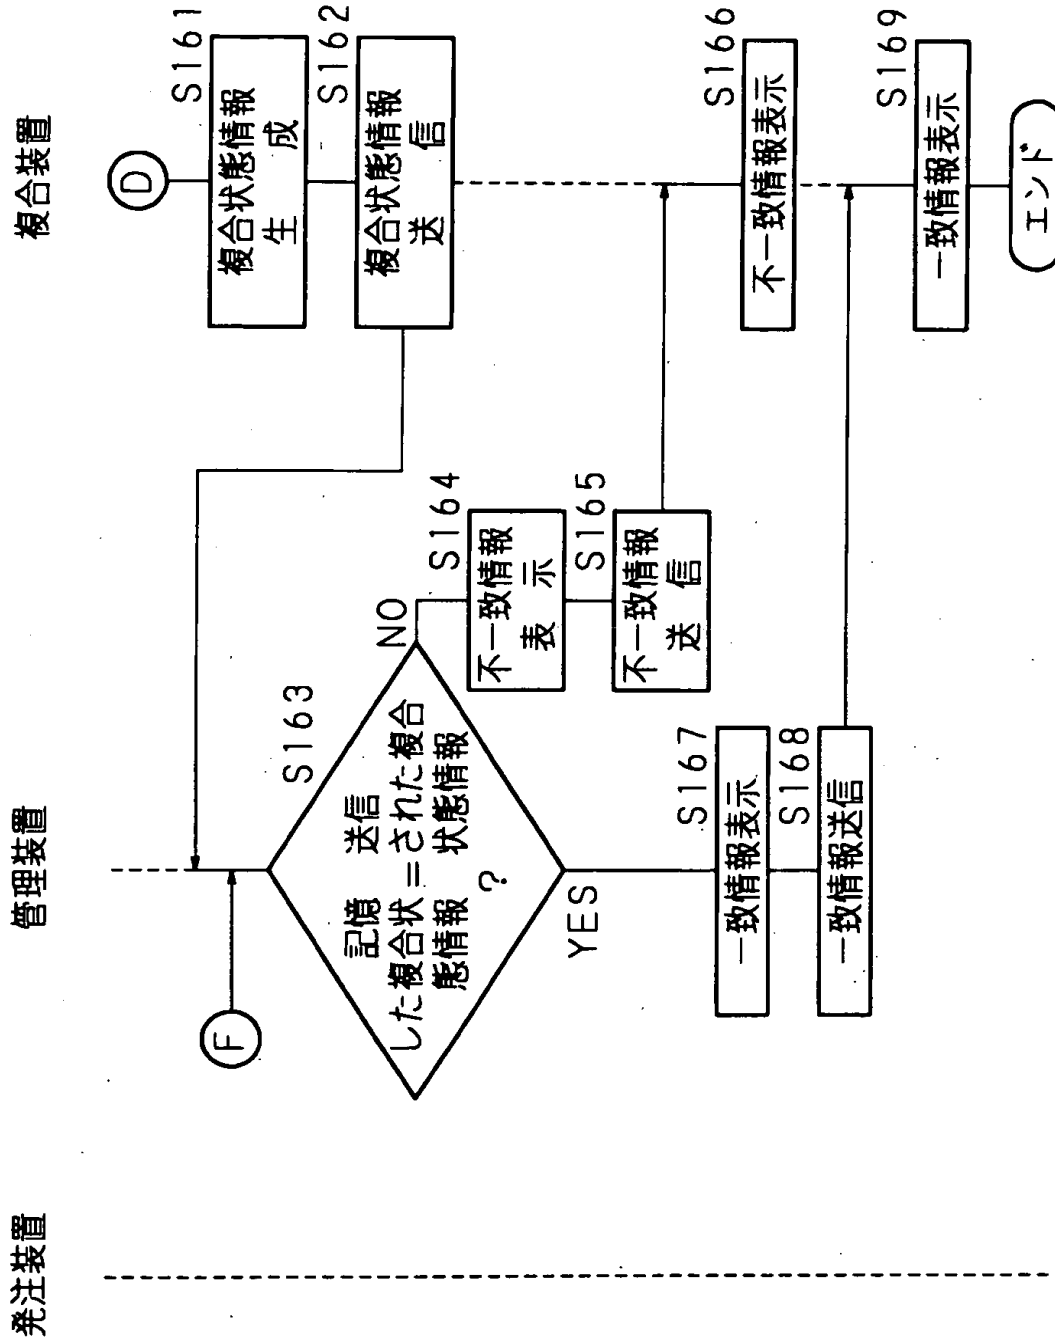 発注装置
管理装置
複合装置
D
S161
複合状態情報
生成
S162
複合状態情報
送信
F
S163
記憶 送信
した複合状=された複合
態情報 状態情報
?
NO
YES
S164
不一致情報
表示
S165
不一致情報
送信
S166
不一致情報表示
S167
一致情報表示
S168
一致情報送信
S169
一致情報表示
エンド